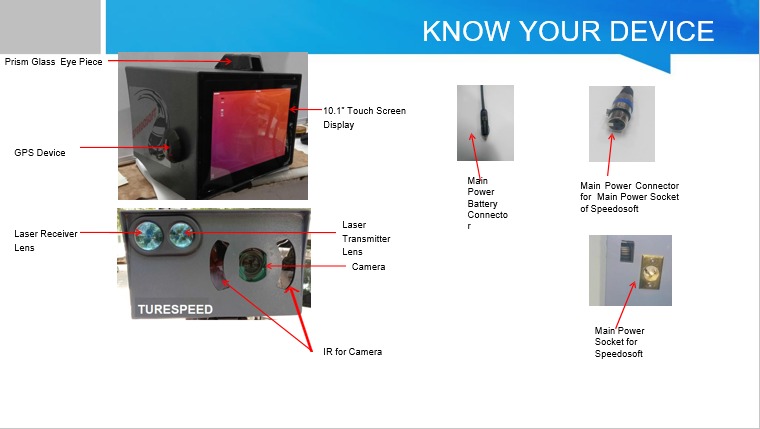 KNOW YOUR DEVICE
Prism Glass Eye Piece
10.1" Touch Screen
Display
GPS Device
Main
Power
Battery
Connecto
r
Main Power Connector
for Main Power Socket
of Speedosoft
Laser Receiver
Lens
Laser
Transmitter
Lens
Camera
TURESPEED
IR for Camera
Main Power
Socket for
Speedosoft